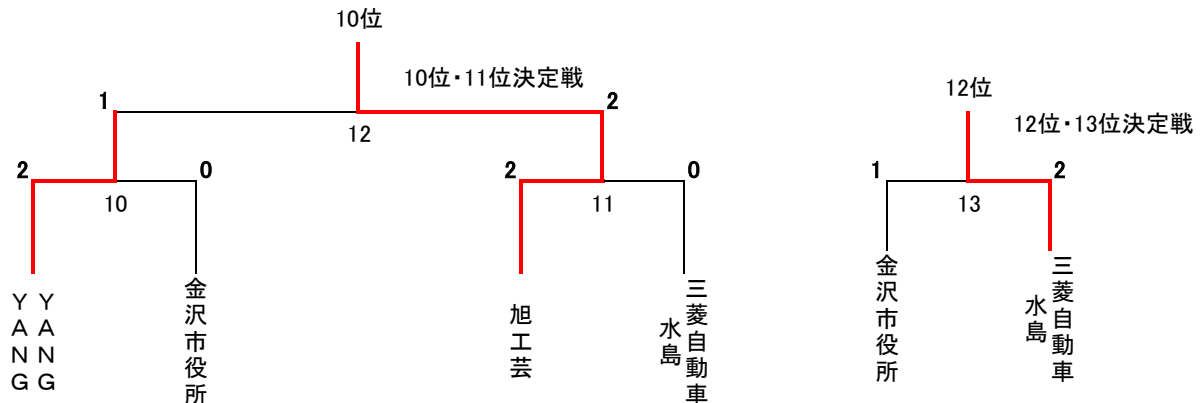 10位
10位・11位決定戦
1
2
12
12位
12位・13位決定戦
2
0
10
2
0
11
1
2
13
YANG
YANG
金沢市役所
旭工芸
三菱自動車
水島
金沢市役所
三菱自動車
水島